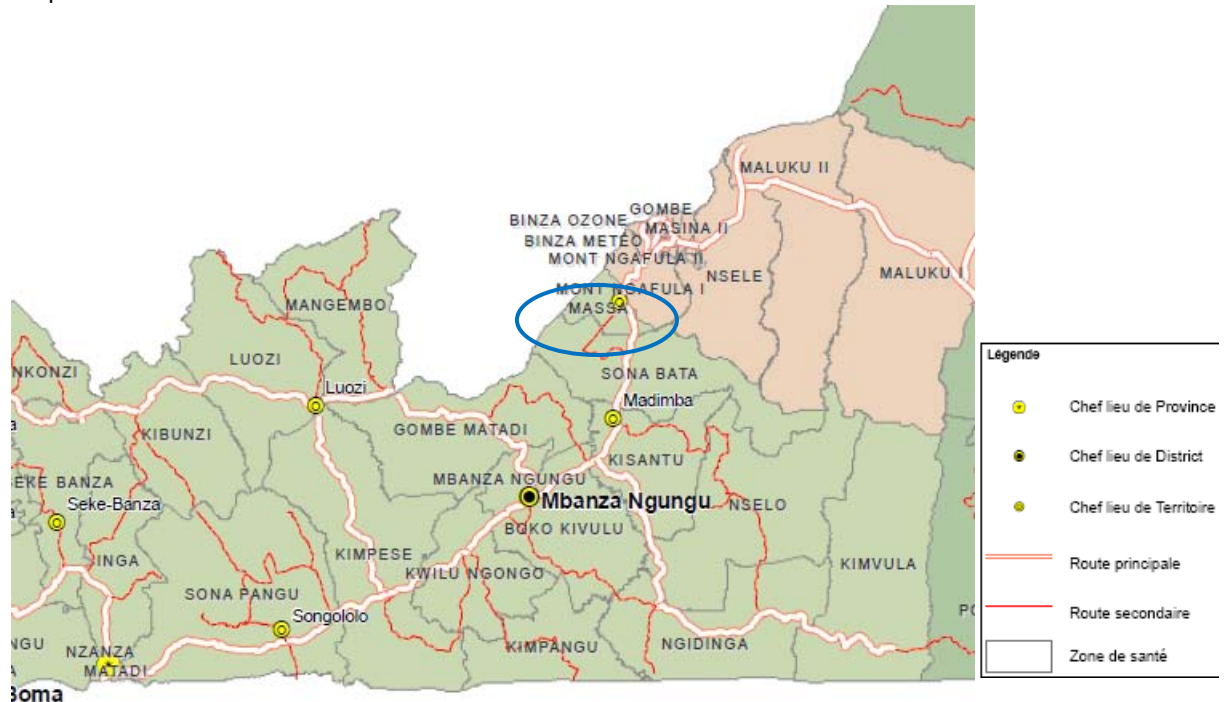 MALUKU II
GOMBE
BINZA OZONE
MASINA II
BINZA METEO
MONT NGAFULA II
NSELE
MALUKU I
MONT NGAFULA I
MANGEMBO
MASSA
LUOZI
NKONZI
SONA BATA
Luozi
Madimba
GOMBE MATADI
KIBUNZI
KISANTU
MBANZA NGUNGU
SEKE BANZA
Mbanza Ngungu
Seke-Banza
NSELO
BOKO KIVULU
KIMPESE
INGA
KIMVULA
KWILU NGONGO
SONA PANGU
Songololo
NGU
NZANZA
KIMPANGU
NGIDINGA
MATADI
Boma
Légende
Chef lieu de Province
Chef lieu de District
Chef lieu de Territoire
Route principale
Route secondaire
Zone de santé